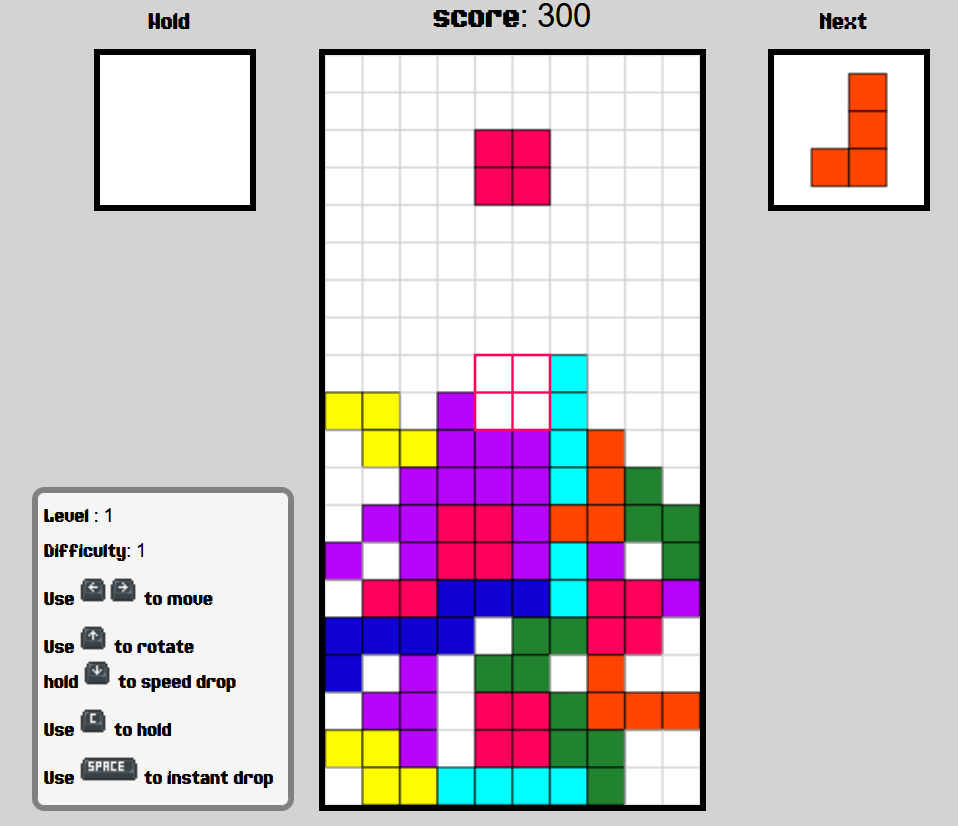 Hold
score: 300
Next
Level : 1
Difficulty: 1
Use ← → to move
Use ↑ to rotate
hold ↓ to speed drop
Use C to hold
Use SPACE to instant drop